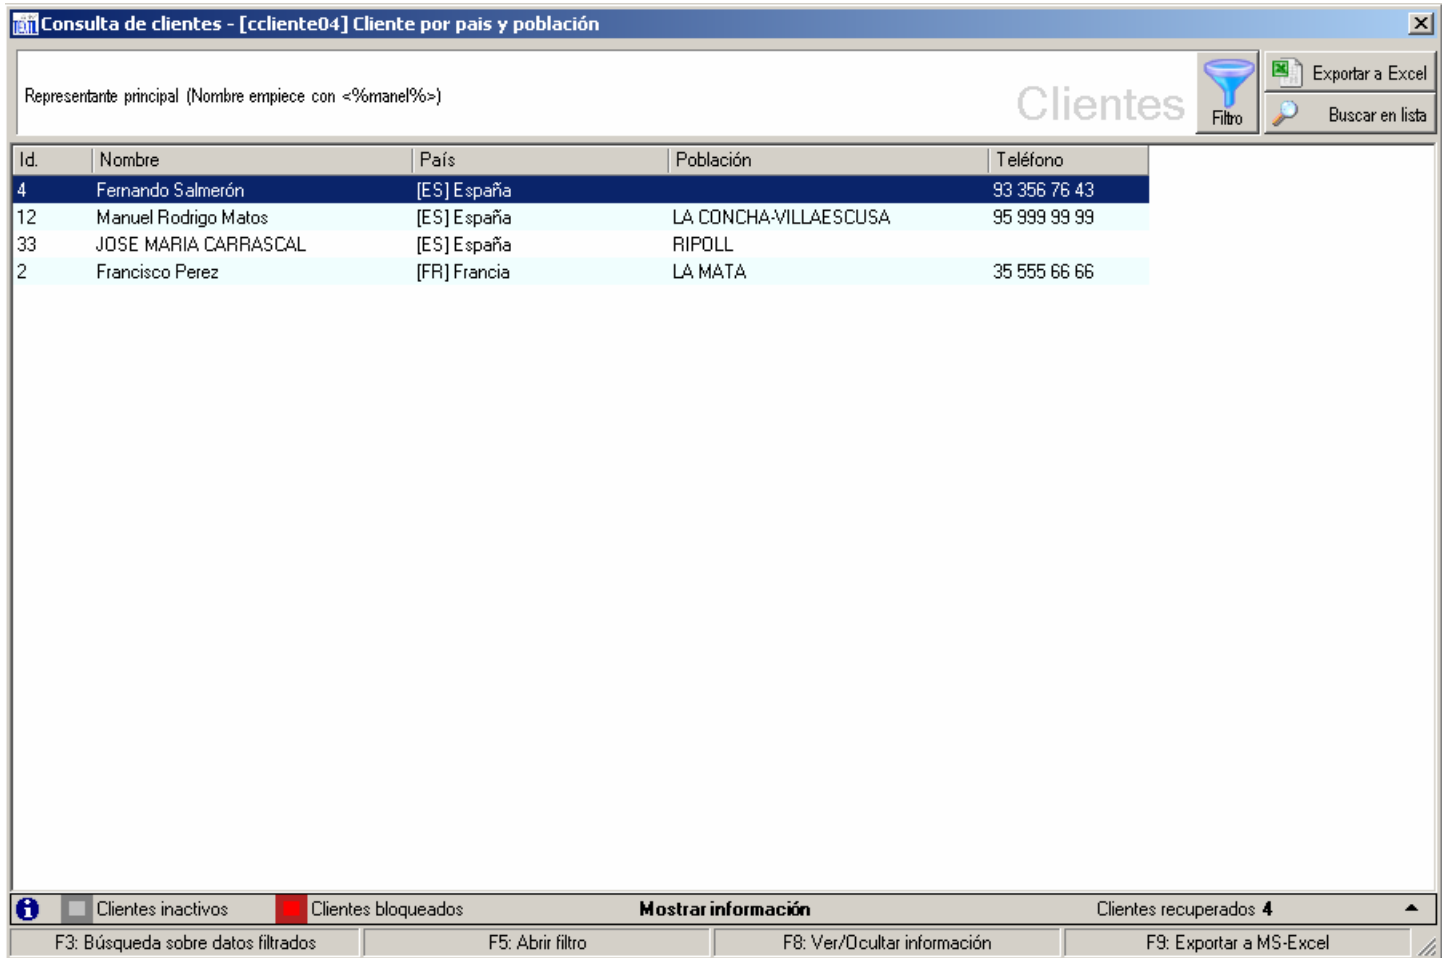 TEXTIL Consulta de clientes - [ccliente04] Cliente por pais y población
Representante principal (Nombre empiece con <%manel%>)
Clientes
Filtro
Exportar a Excel
Buscar en lista
Id. Nombre País Población Teléfono
4 Fernando Salmerón [ES] España 93 356 76 43
12 Manuel Rodrigo Matos [ES] España LA CONCHA-VILLAESCUSA 95 999 99 99
33 JOSE MARIA CARRASCAL [ES] España RIPOLL
2 Francisco Perez [FR] Francia LA MATA 35 555 66 66
Clientes inactivos Clientes bloqueados Mostrar información Clientes recuperados 4
F3: Búsqueda sobre datos filtrados F5: Abrir filtro F8: Ver/Ocultar información F9: Exportar a MS-Excel